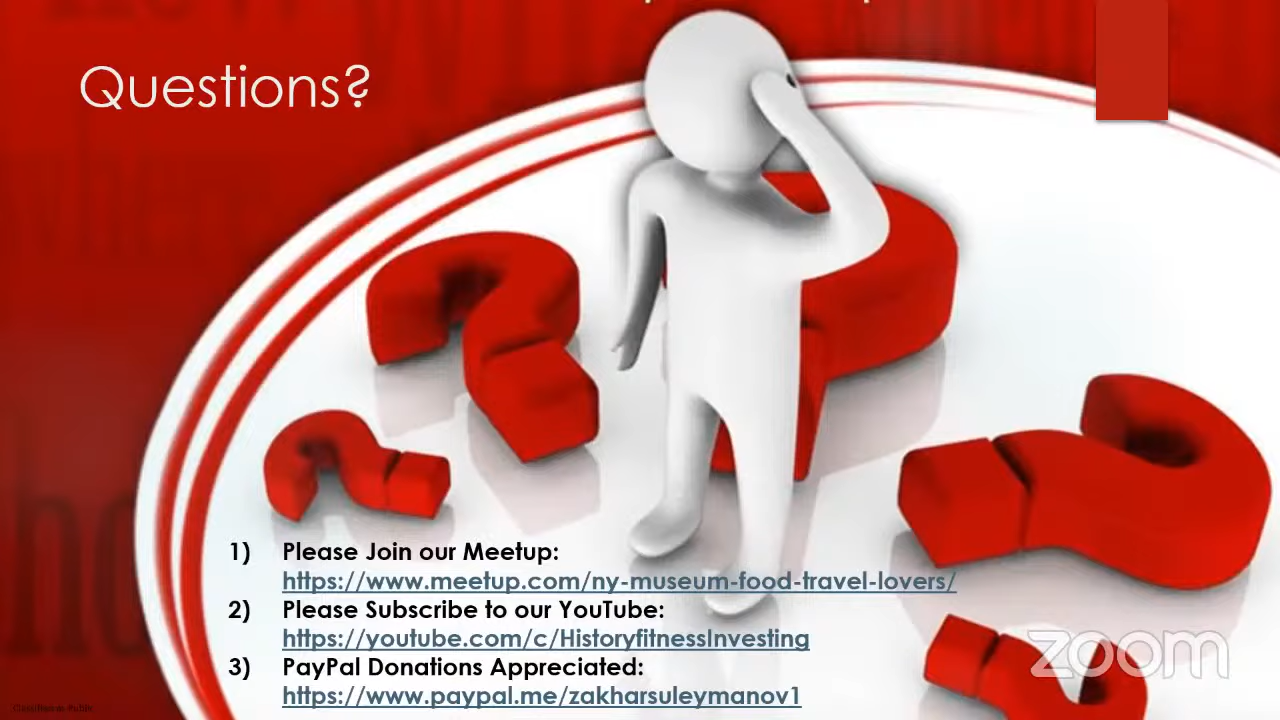 Questions?
1) Please Join our Meetup:
https://www.meetup.com/ny-museum-food-travel-lovers/
2) Please Subscribe to our YouTube:
https://youtube.com/c/HistoryfitnessInvesting
3) PayPal Donations Appreciated:
https://www.paypal.me/zakharsuleymanov1
zoom